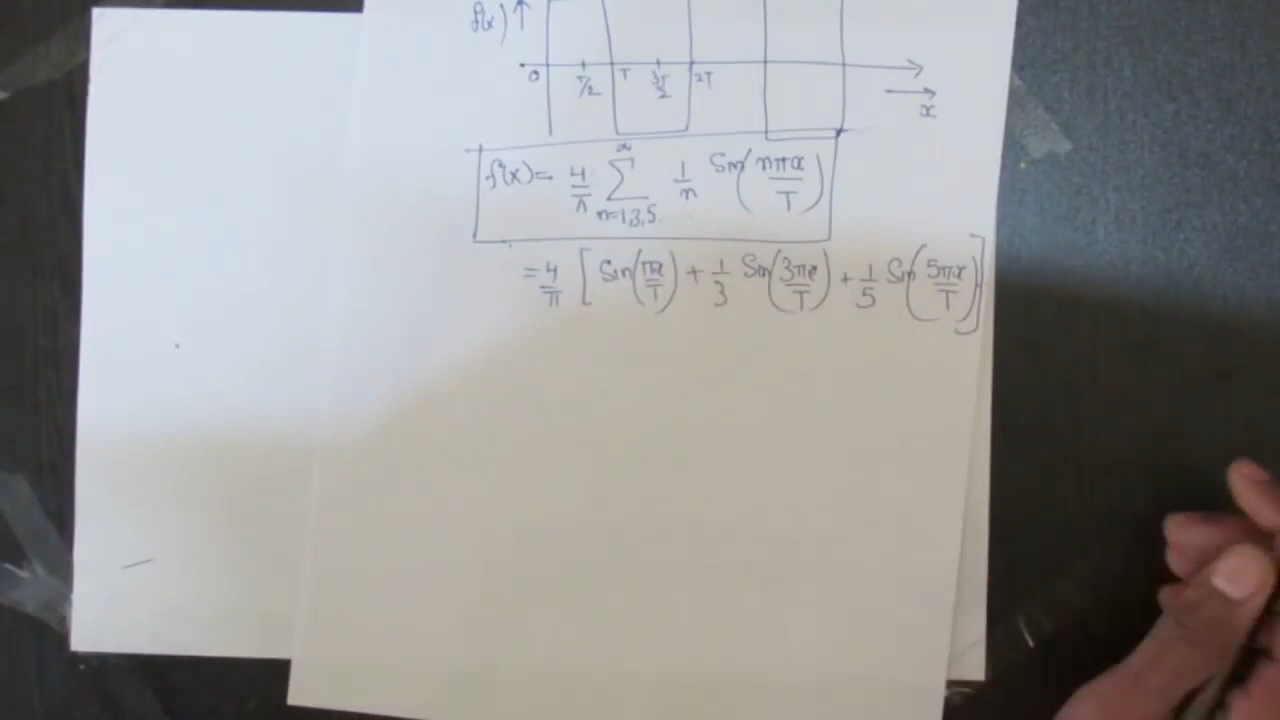 f(x) ↑
0 T/2 T 3T/2 2T
x
f(x) = 4/π ∑ n=1,3,5 ∞ 1/n Sin(nπx/T)
= 4/π [ Sin(πx/T) + 1/3 Sin(3πx/T) + 1/5 Sin(5πx/T) ]